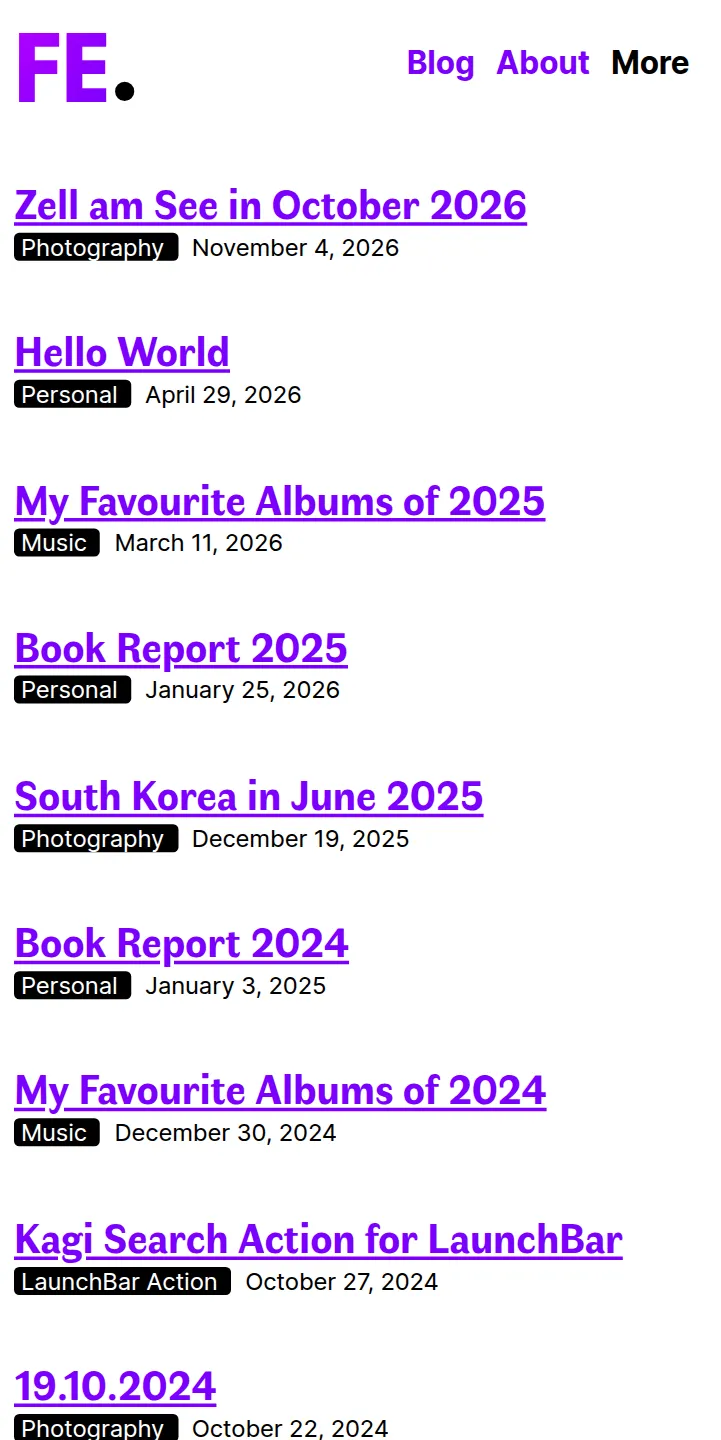 FE.
Blog About More
Zell am See in October 2026
Photography November 4, 2026
Hello World
Personal April 29, 2026
My Favourite Albums of 2025
Music March 11, 2026
Book Report 2025
Personal January 25, 2026
South Korea in June 2025
Photography December 19, 2025
Book Report 2024
Personal January 3, 2025
My Favourite Albums of 2024
Music December 30, 2024
Kagi Search Action for LaunchBar
LaunchBar Action October 27, 2024
19.10.2024
Photography October 22, 2024